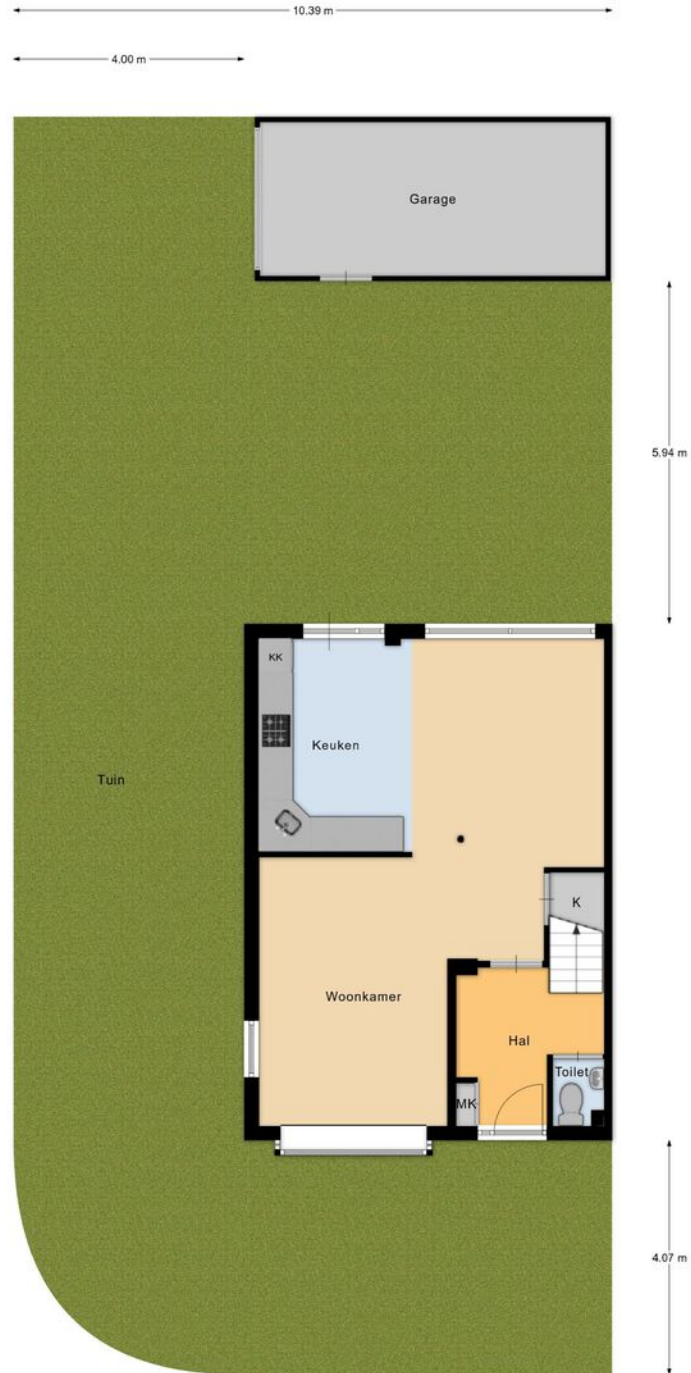 10.39 m
4.00 m
Garage
5.94 m
KK
Keuken
Tuin
K
Woonkamer
Hal
Toilet
MK
4.07 m